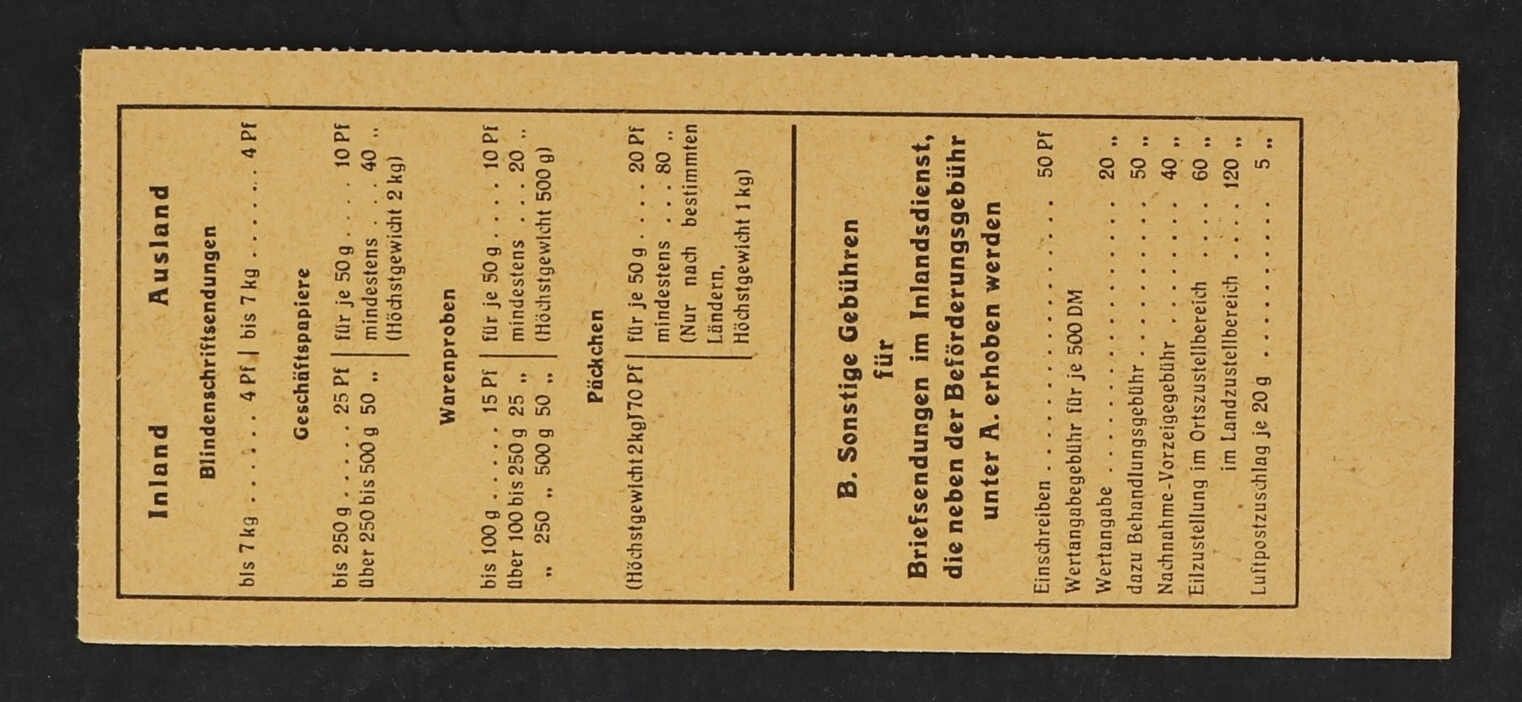 Inland Ausland
Blindenschriftsendungen
bis 7 kg . . . . . . . 4 Pf bis 7 kg . . . . . . . 4 Pf
Geschäftspapiere
bis 250 g . . . . . 25 Pf für je 50 g . . . . 10 Pf
über 250 bis 500 g 50 „ mindestens . . . 40 „
(Höchstgewicht 2 kg)
Warenproben
bis 100 g . . . . . . 15 Pf für je 50 g . . . . 10 Pf
über 100 bis 250 g 25 „ mindestens . . . 20 „
„ 250 „ 500 g 50 „ (Höchstgewicht 500 g)
Päckchen
(Höchstgewicht 2 kg) 70 Pf für je 50 g . . . . 20 Pf
mindestens . . . 80 „
(Nur nach bestimmten
Ländern,
Höchstgewicht 1 kg)
B. Sonstige Gebühren
für
Briefsendungen im Inlandsdienst,
die neben der Beförderungsgebühr
unter A. erhoben werden
Einschreiben . . . . . . . . . . . . . . . . . . 50 Pf
Wertangabegebühr für je 500 DM
Wertangabe . . . . . . . . . . . . . . . . . . 20 „
dazu Behandlungsgebühr . . . . . . . . . . 50 „
Nachnahme-Vorzeigegebühr . . . . . . . . 40 „
Eilzustellung im Ortszustellbereich . . . . 60 „
im Landzustellbereich . . . . 120 „
Luftpostzuschlag je 20 g . . . . . . . . . . 5 „